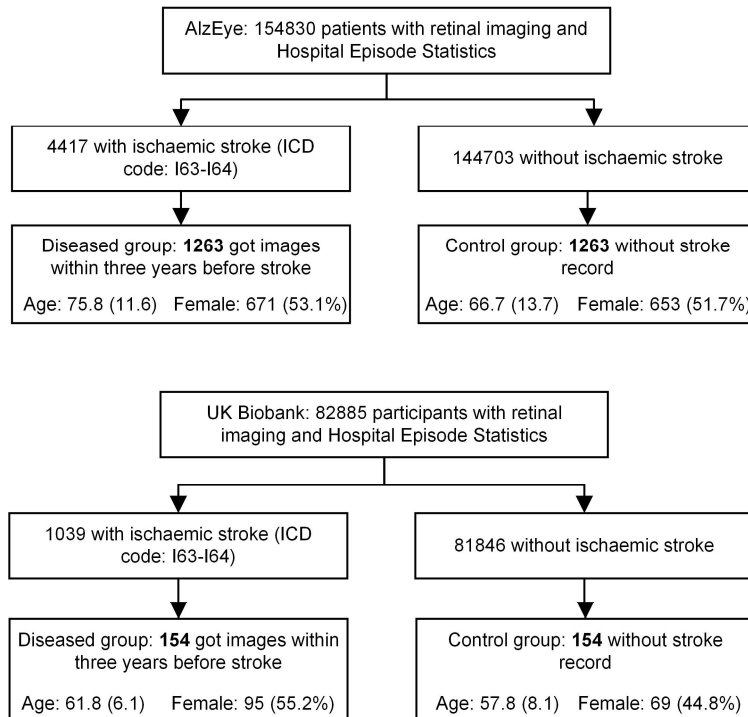 AlzEye: 154830 patients with retinal imaging and
Hospital Episode Statistics
4417 with ischaemic stroke (ICD
code: I63-I64)
144703 without ischaemic stroke
Diseased group: 1263 got images
within three years before stroke
Age: 75.8 (11.6) Female: 671 (53.1%)
Control group: 1263 without stroke
record
Age: 66.7 (13.7) Female: 653 (51.7%)
UK Biobank: 82885 participants with retinal
imaging and Hospital Episode Statistics
1039 with ischaemic stroke (ICD
code: I63-I64)
81846 without ischaemic stroke
Diseased group: 154 got images within
three years before stroke
Age: 61.8 (6.1) Female: 95 (55.2%)
Control group: 154 without stroke
record
Age: 57.8 (8.1) Female: 69 (44.8%)